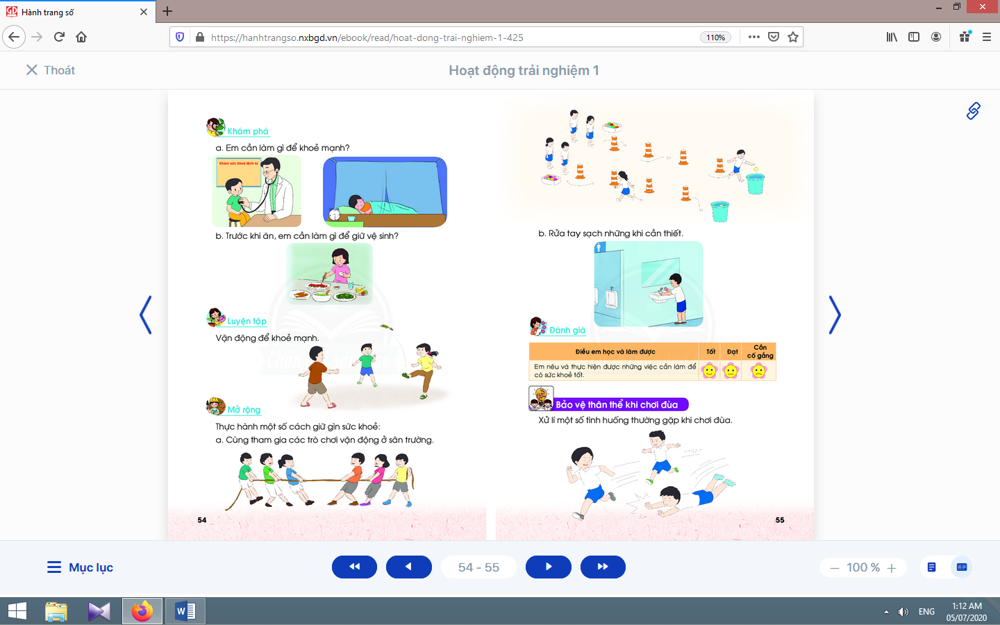 Hành trang số
https://hanhtrangso.nxbgd.vn/ebook/read/hoat-dong-trai-nghiem-1-425
110%
Thoát
Hoạt động trải nghiệm 1
Khám phá
a. Em cần làm gì để khoẻ mạnh?
Khám sức khoẻ định kì
b. Trước khi ăn, em cần làm gì để giữ vệ sinh?
Luyện tập
Vận động để khoẻ mạnh.
Mở rộng
Thực hành một số cách giữ gìn sức khoẻ:
a. Cùng tham gia các trò chơi vận động ở sân trường.
54
b. Rửa tay sạch những khi cần thiết.
Đánh giá
Điều em học và làm được
Tốt
Đạt
Cần
cố gắng
Em nêu và thực hiện được những việc cần làm để
có sức khoẻ tốt.
Bảo vệ thân thể khi chơi đùa
Xử lí một số tình huống thường gặp khi chơi đùa.
55
Mục lục
54 - 55
100 %
ENG
1:12 AM
05/07/2020